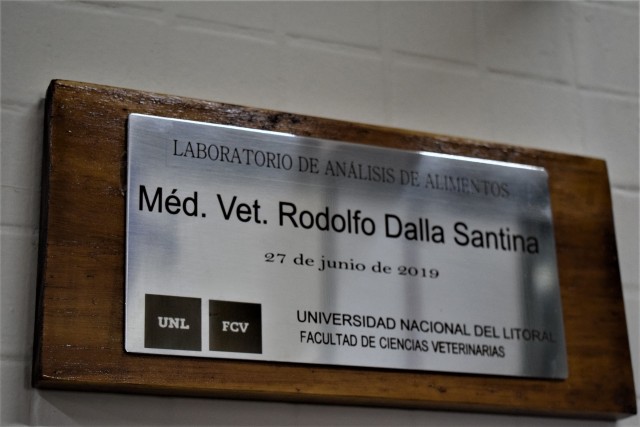 LABORATORIO DE ANÁLISIS DE ALIMENTOS
Méd. Vet. Rodolfo Dalla Santina
27 de junio de 2019
UNL FCV
UNIVERSIDAD NACIONAL DEL LITORAL
FACULTAD DE CIENCIAS VETERINARIAS